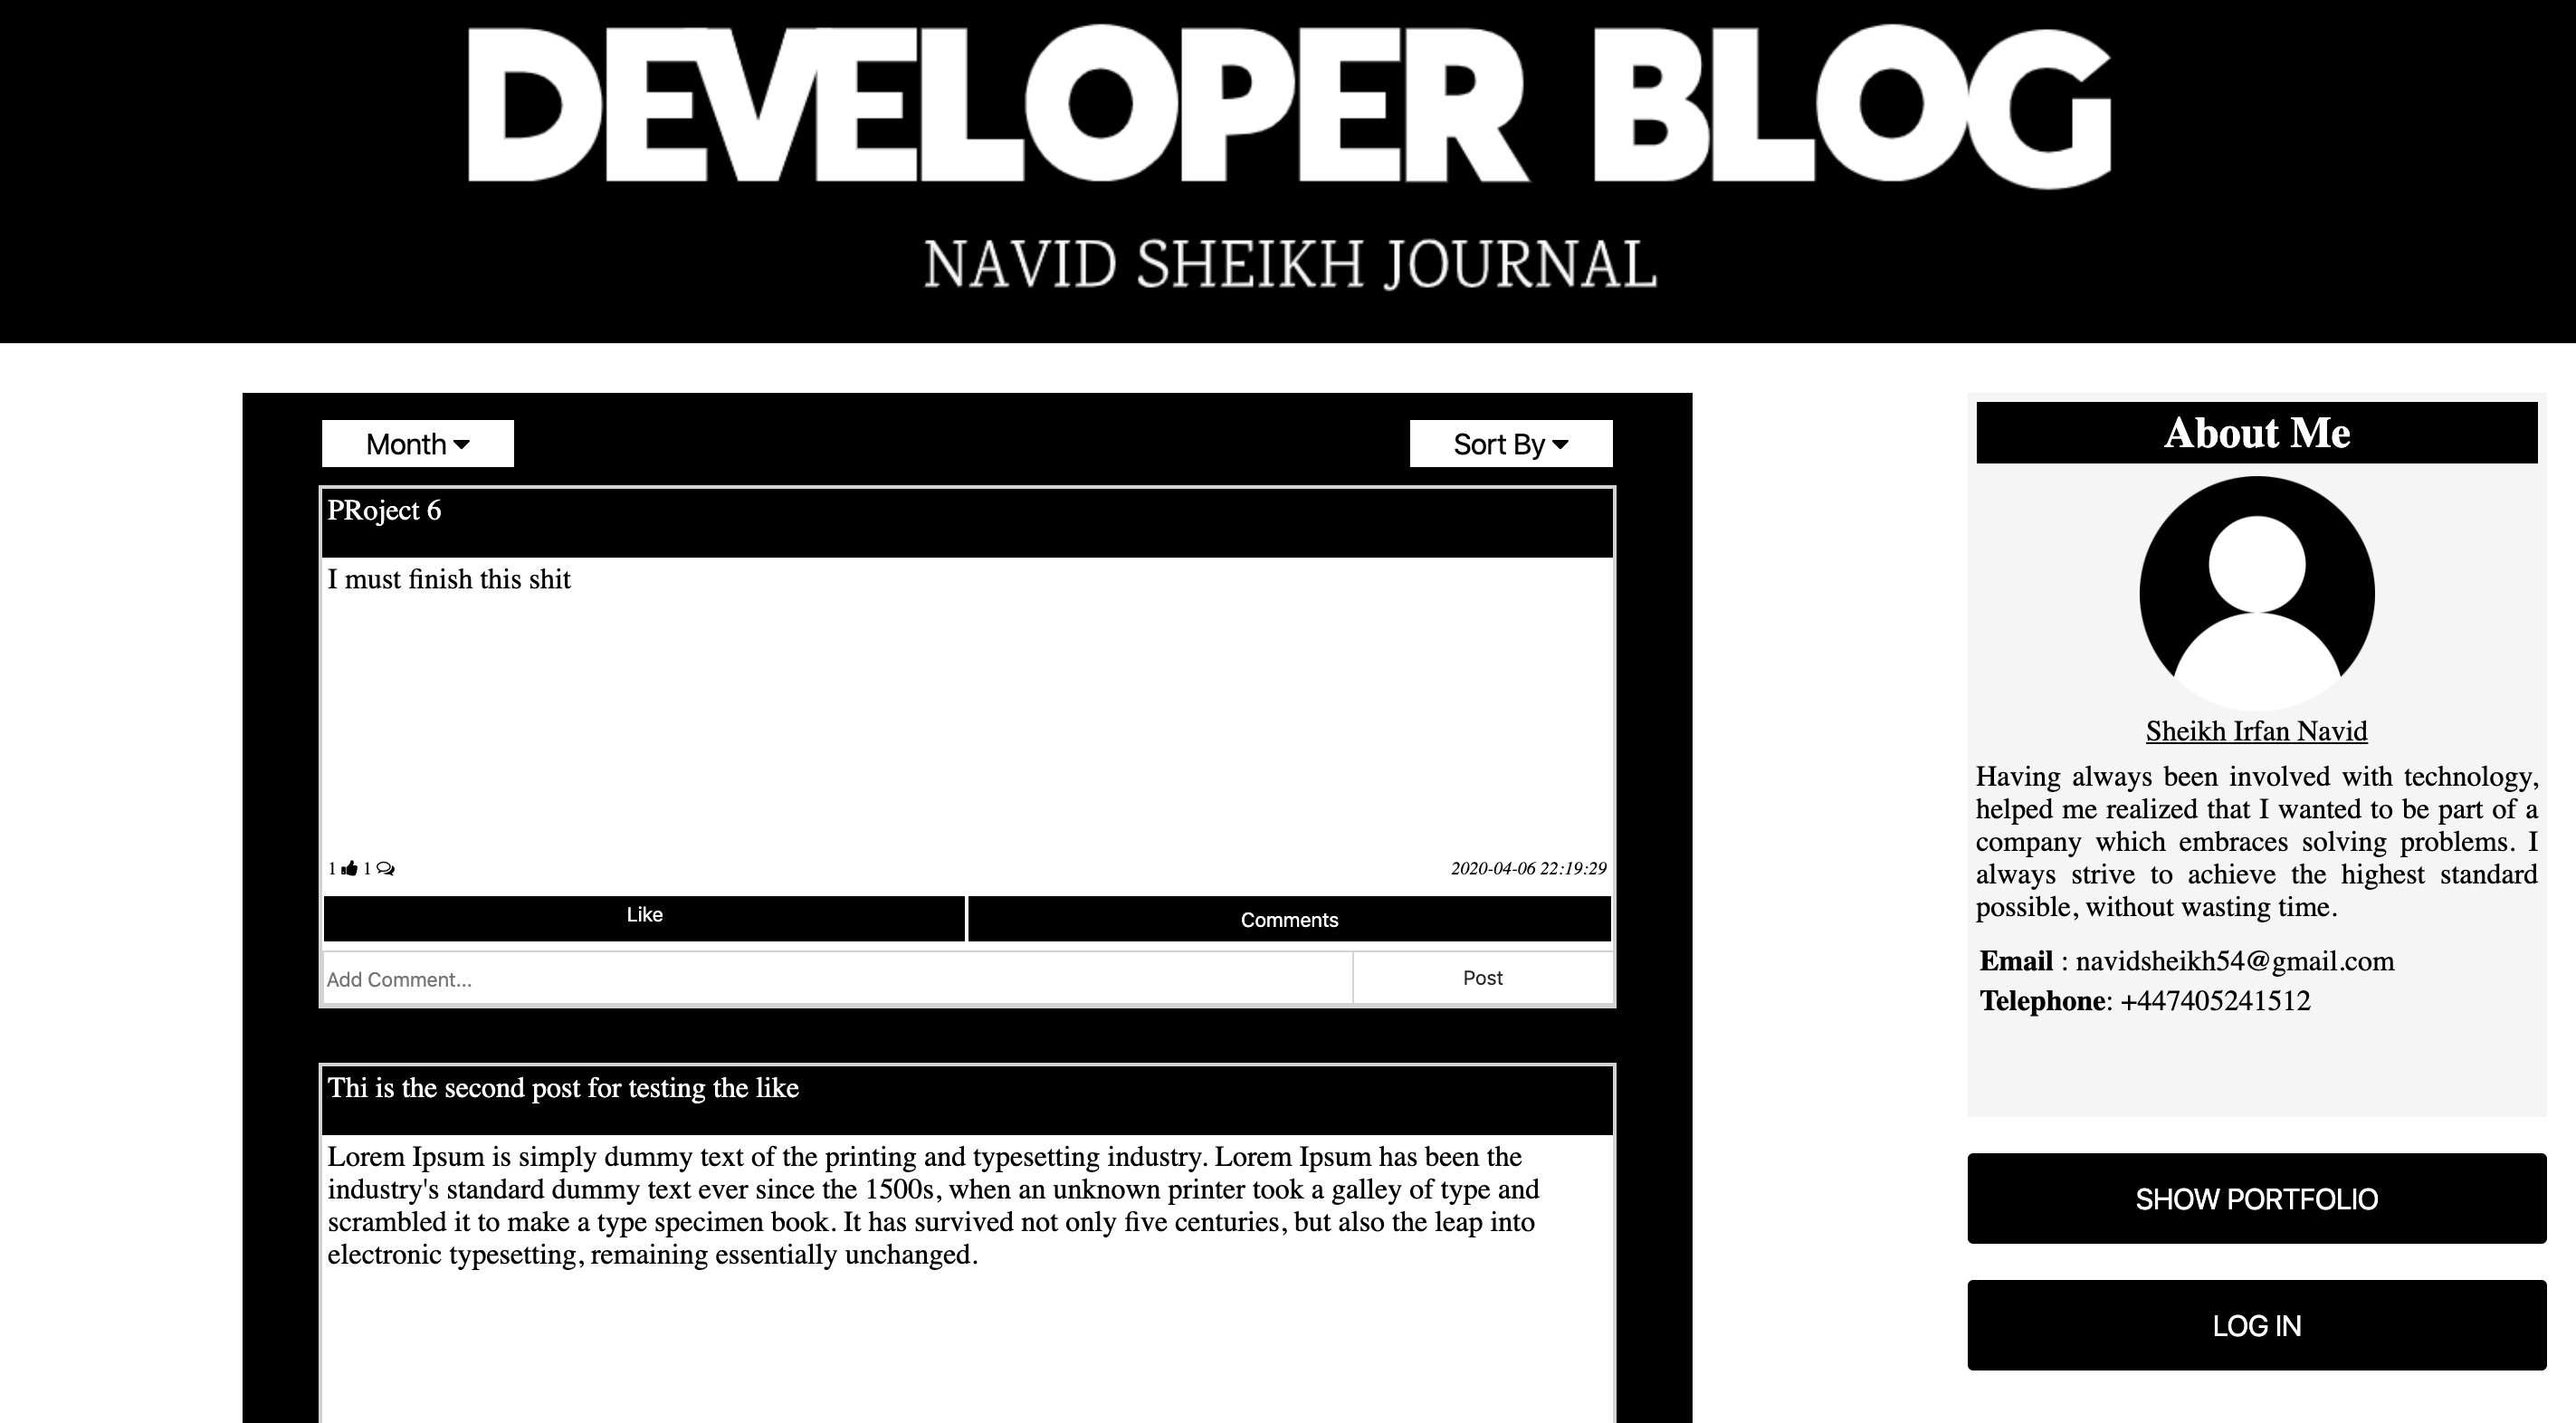 DEVELOPER BLOG
NAVID SHEIKH JOURNAL
Month
Sort By
PRoject 6
I must finish this shit
1 1
2020-04-06 22:19:29
Like
Comments
Add Comment...
Post
Thi is the second post for testing the like
Lorem Ipsum is simply dummy text of the printing and typesetting industry. Lorem Ipsum has been the
industry's standard dummy text ever since the 1500s, when an unknown printer took a galley of type and
scrambled it to make a type specimen book. It has survived not only five centuries, but also the leap into
electronic typesetting, remaining essentially unchanged.
About Me
Sheikh Irfan Navid
Having always been involved with technology,
helped me realized that I wanted to be part of a
company which embraces solving problems. I
always strive to achieve the highest standard
possible, without wasting time.
Email : navidsheikh54@gmail.com
Telephone: +447405241512
SHOW PORTFOLIO
LOG IN